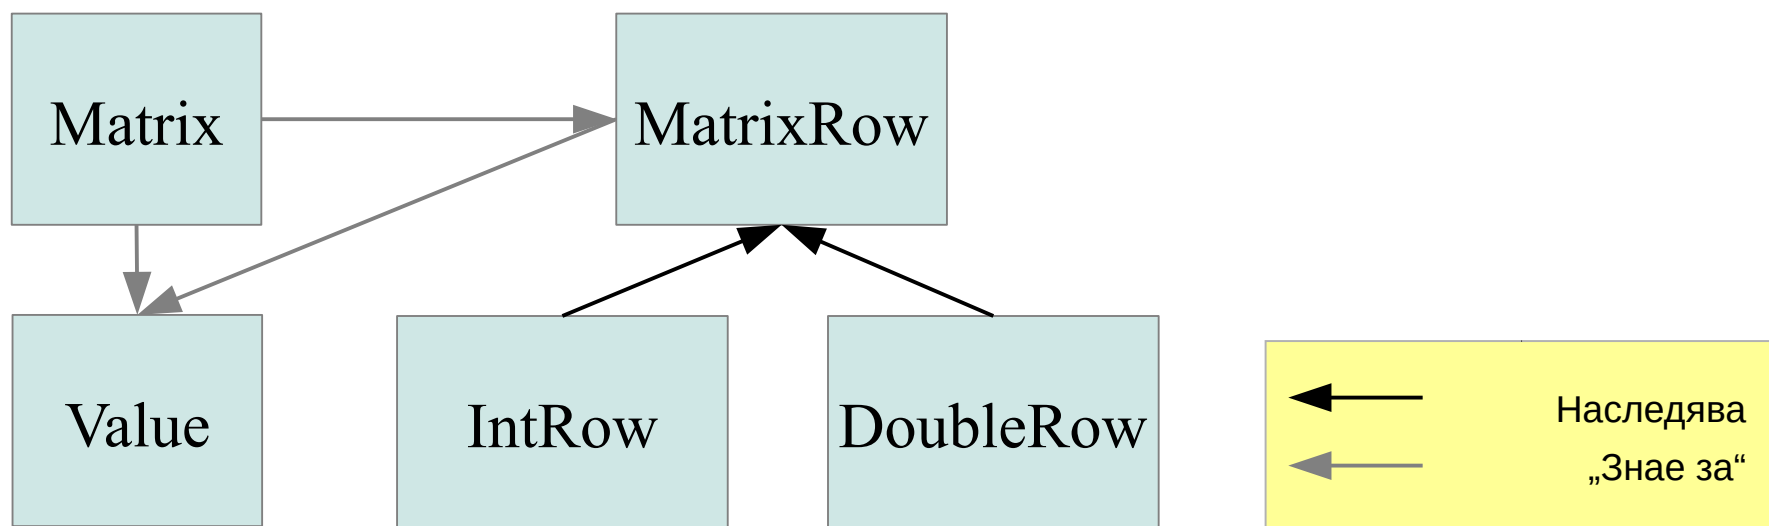 Matrix
MatrixRow
Value
IntRow
DoubleRow
Наследява
„Знае за“